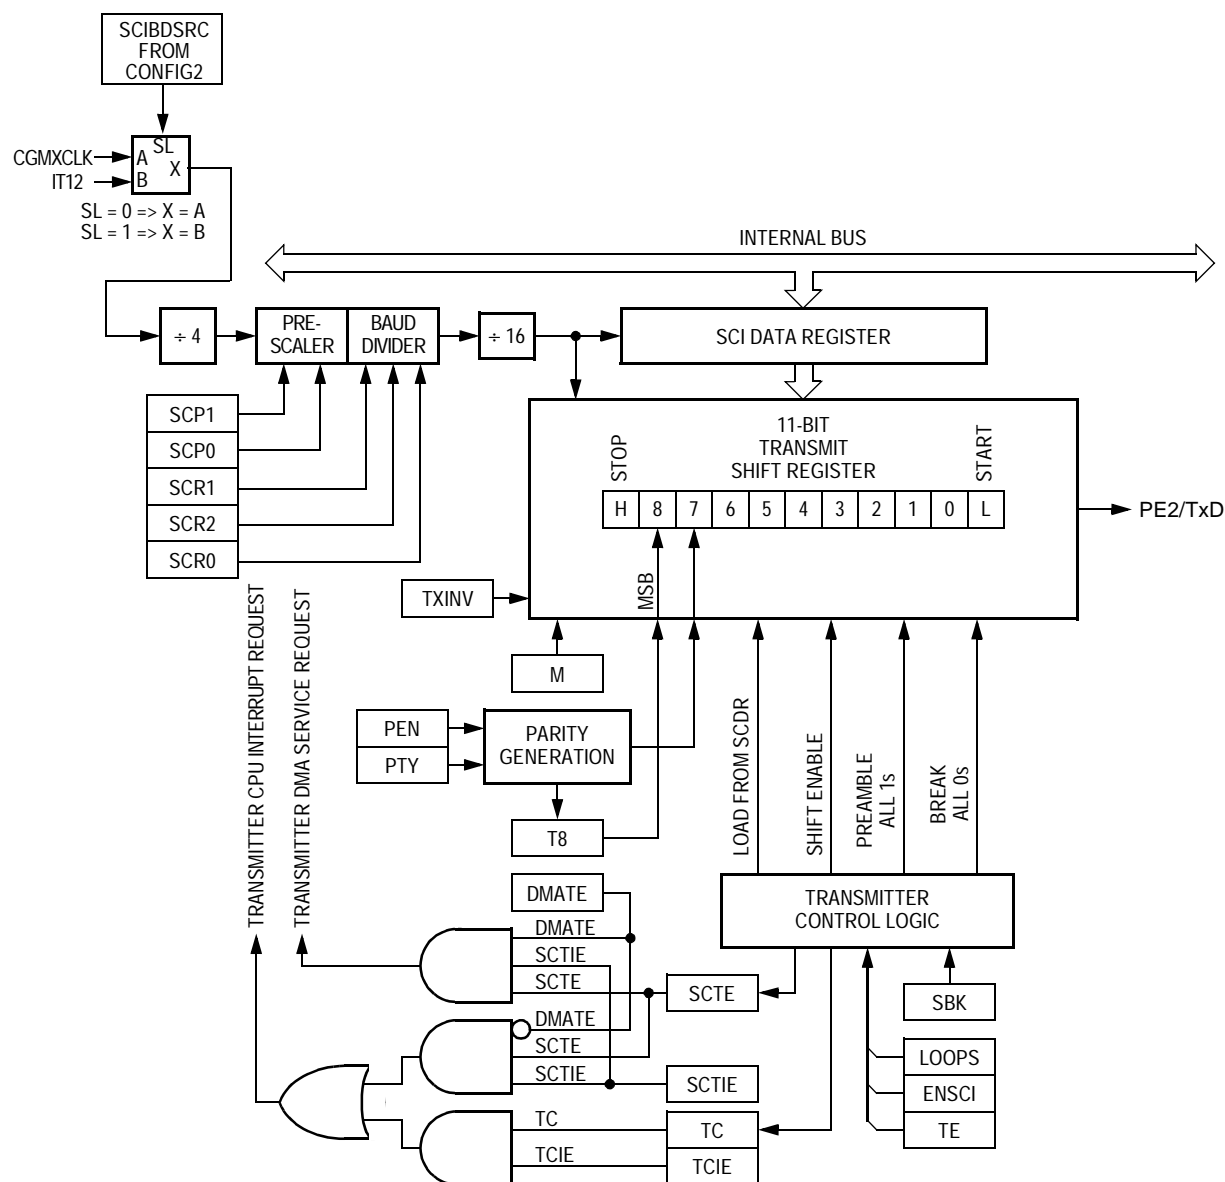 SCIBDSRC
FROM
CONFIG2
SL
CGMXCLK
A
X
IT12
B
SL = 0 => X = A
SL = 1 => X = B
INTERNAL BUS
÷ 4
PRE-
SCALER
BAUD
DIVIDER
÷ 16
SCI DATA REGISTER
SCP1
SCP0
SCR1
SCR2
SCR0
11-BIT
TRANSMIT
SHIFT REGISTER
STOP
START
H 8 7 6 5 4 3 2 1 0 L
PE2/TxD
MSB
TXINV
M
PEN
PTY
PARITY
GENERATION
T8
LOAD FROM SCDR
SHIFT ENABLE
PREAMBLE
ALL 1s
BREAK
ALL 0s
TRANSMITTER CPU INTERRUPT REQUEST
TRANSMITTER DMA SERVICE REQUEST
DMATE
TRANSMITTER
CONTROL LOGIC
DMATE
SCTIE
SCTE
SCTE
SBK
DMATE
SCTE
SCTIE
SCTIE
LOOPS
ENSCI
TE
TC
TC
TCIE
TCIE